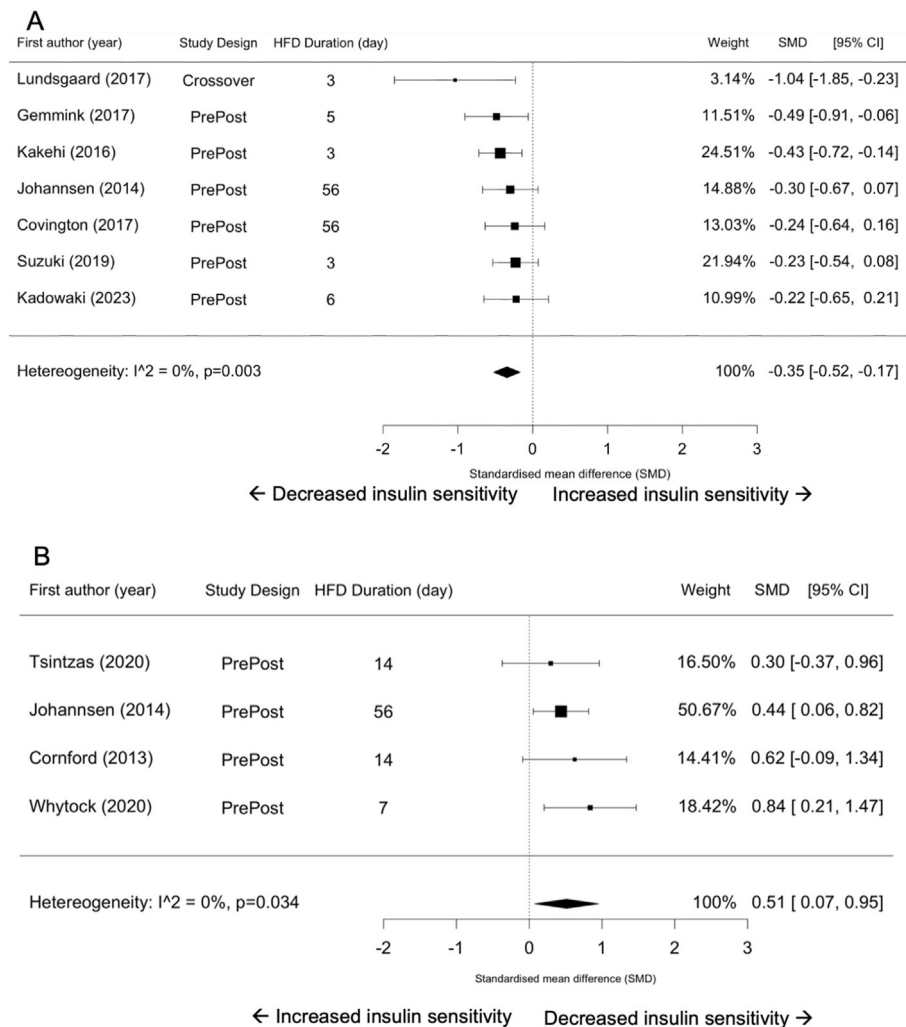 A
First author (year) Study Design HFD Duration (day) Weight SMD [95% CI]
Lundsgaard (2017) Crossover 3 3.14% -1.04 [-1.85, -0.23]
Gemmink (2017) PrePost 5 11.51% -0.49 [-0.91, -0.06]
Kakehi (2016) PrePost 3 24.51% -0.43 [-0.72, -0.14]
Johannsen (2014) PrePost 56 14.88% -0.30 [-0.67, 0.07]
Covington (2017) PrePost 56 13.03% -0.24 [-0.64, 0.16]
Suzuki (2019) PrePost 3 21.94% -0.23 [-0.54, 0.08]
Kadowaki (2023) PrePost 6 10.99% -0.22 [-0.65, 0.21]
Hetereogeneity: I^2 = 0%, p=0.003 100% -0.35 [-0.52, -0.17]
-2 -1 0 1 2 3
Standardised mean difference (SMD)
← Decreased insulin sensitivity Increased insulin sensitivity →
B
First author (year) Study Design HFD Duration (day) Weight SMD [95% CI]
Tsintzas (2020) PrePost 14 16.50% 0.30 [-0.37, 0.96]
Johannsen (2014) PrePost 56 50.67% 0.44 [ 0.06, 0.82]
Cornford (2013) PrePost 14 14.41% 0.62 [-0.09, 1.34]
Whytock (2020) PrePost 7 18.42% 0.84 [ 0.21, 1.47]
Hetereogeneity: I^2 = 0%, p=0.034 100% 0.51 [ 0.07, 0.95]
-2 -1 0 1 2 3
Standardised mean difference (SMD)
← Increased insulin sensitivity Decreased insulin sensitivity →